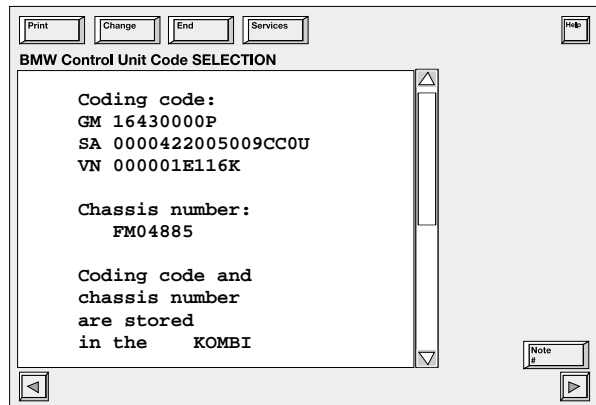 Print
Change
End
Services
Help
BMW Control Unit Code SELECTION
Coding code:
GM 16430000P
SA 0000422005009CC0U
VN 000001E116K
Chassis number:
FM04885
Coding code and
chassis number
are stored
in the KOMBI
Note
#